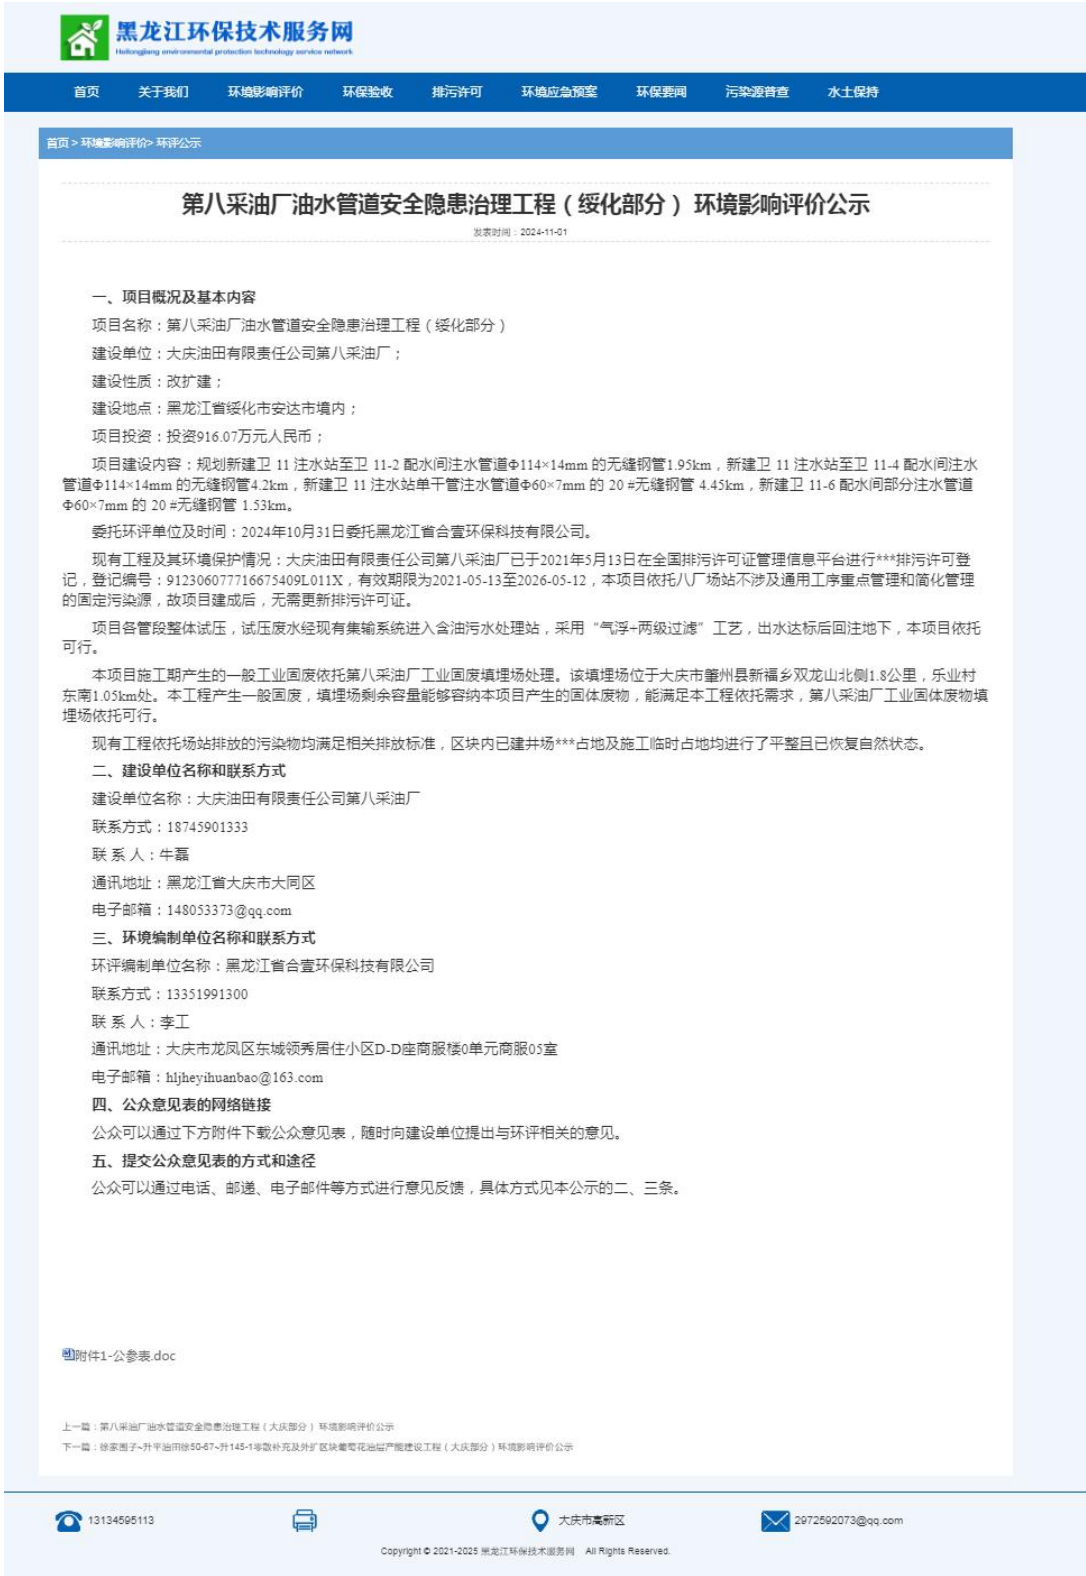 黑龙江环保技术服务网
Heilongjiang environmental protection technology service network
首页 关于我们 环境影响评价 环保验收 排污许可 环境应急预案 环保要闻 污染源普查 水土保持
首页 > 环境影响评价> 环评公示
第八采油厂油水管道安全隐患治理工程（绥化部分） 环境影响评价公示
发表时间：2024-11-01
一、项目概况及基本内容
项目名称：第八采油厂油水管道安全隐患治理工程（绥化部分）
建设单位：大庆油田有限责任公司第八采油厂；
建设性质：改扩建；
建设地点：黑龙江省绥化市安达市境内；
项目投资：投资916.07万元人民币；
项目建设内容：规划新建卫 11 注水站至卫 11-2 配水间注水管道Φ114×14mm 的无缝钢管1.95km，新建卫 11 注水站至卫 11-4 配水间注水
管道Φ114×14mm 的无缝钢管4.2km，新建卫 11 注水站单干管注水管道Φ60×7mm 的 20 #无缝钢管 4.45km，新建卫 11-6 配水间部分注水管道
Φ60×7mm 的 20 #无缝钢管 1.53km。
委托环评单位及时间：2024年10月31日委托黑龙江省合壹环保科技有限公司。
现有工程及其环境保护情况：大庆油田有限责任公司第八采油厂已于2021年5月13日在全国排污许可证管理信息平台进行***排污许可登
记，登记编号：912306077716675409L011X，有效期限为2021-05-13至2026-05-12，本项目依托八厂场站不涉及通用工序重点管理和简化管理
的固定污染源，故项目建成后，无需更新排污许可证。
项目各管段整体试压，试压废水经现有集输系统进入含油污水处理站，采用“气浮+两级过滤”工艺，出水达标后回注地下，本项目依托
可行。
本项目施工期产生的一般工业固废依托第八采油厂工业固废填埋场处理。该填埋场位于大庆市肇州县新福乡双龙山北侧1.8公里，乐业村
东南1.05km处。本工程产生一般固废，填埋场剩余容量能够容纳本项目产生的固体废物，能满足本工程依托需求，第八采油厂工业固体废物填
埋场依托可行。
现有工程依托场站排放的污染物均满足相关排放标准，区块内已建井场***占地及施工临时占地均进行了平整且已恢复自然状态。
二、建设单位名称和联系方式
建设单位名称：大庆油田有限责任公司第八采油厂
联系方式：18745901333
联 系 人：牛磊
通讯地址：黑龙江省大庆市大同区
电子邮箱：148053373@qq.com
三、环境编制单位名称和联系方式
环评编制单位名称：黑龙江省合壹环保科技有限公司
联系方式：13351991300
联 系 人：李工
通讯地址：大庆市龙凤区东城领秀居住小区D-D座商服楼0单元商服05室
电子邮箱：hljheyihuanbao@163.com
四、公众意见表的网络链接
公众可以通过下方附件下载公众意见表，随时向建设单位提出与环评相关的意见。
五、提交公众意见表的方式和途径
公众可以通过电话、邮递、电子邮件等方式进行意见反馈，具体方式见本公示的二、三条。
附件1-公参表.doc
上一篇：第八采油厂油水管道安全隐患治理工程（大庆部分） 环境影响评价公示
下一篇：徐家围子~升平油田徐50-67~升145-1零散补充及外扩区块葡萄花油层产能建设工程（大庆部分）环境影响评价公示
13134595113 大庆市高新区 2972592073@qq.com
Copyright © 2021-2025 黑龙江环保技术服务网 All Rights Reserved.